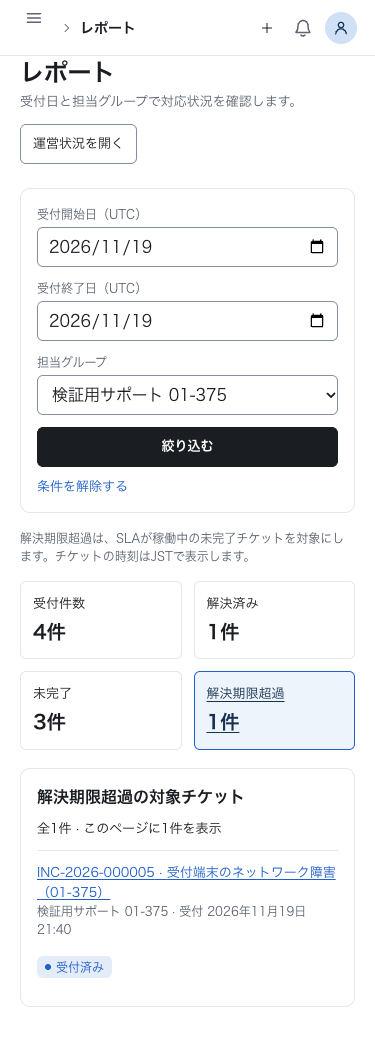 レポート
レポート
受付日と担当グループで対応状況を確認します。
運営状況を開く
受付開始日（UTC）
2026/11/19
受付終了日（UTC）
2026/11/19
担当グループ
検証用サポート 01-375
絞り込む
条件を解除する
解決期限超過は、SLAが稼働中の未完了チケットを対象にし
ます。チケットの時刻はJSTで表示します。
受付件数
4件
解決済み
1件
未完了
3件
解決期限超過
1件
解決期限超過の対象チケット
全1件 · このページに1件を表示
INC-2026-000005 · 受付端末のネットワーク障害
（01-375）
検証用サポート 01-375 · 受付 2026年11月19日
21:40
受付済み